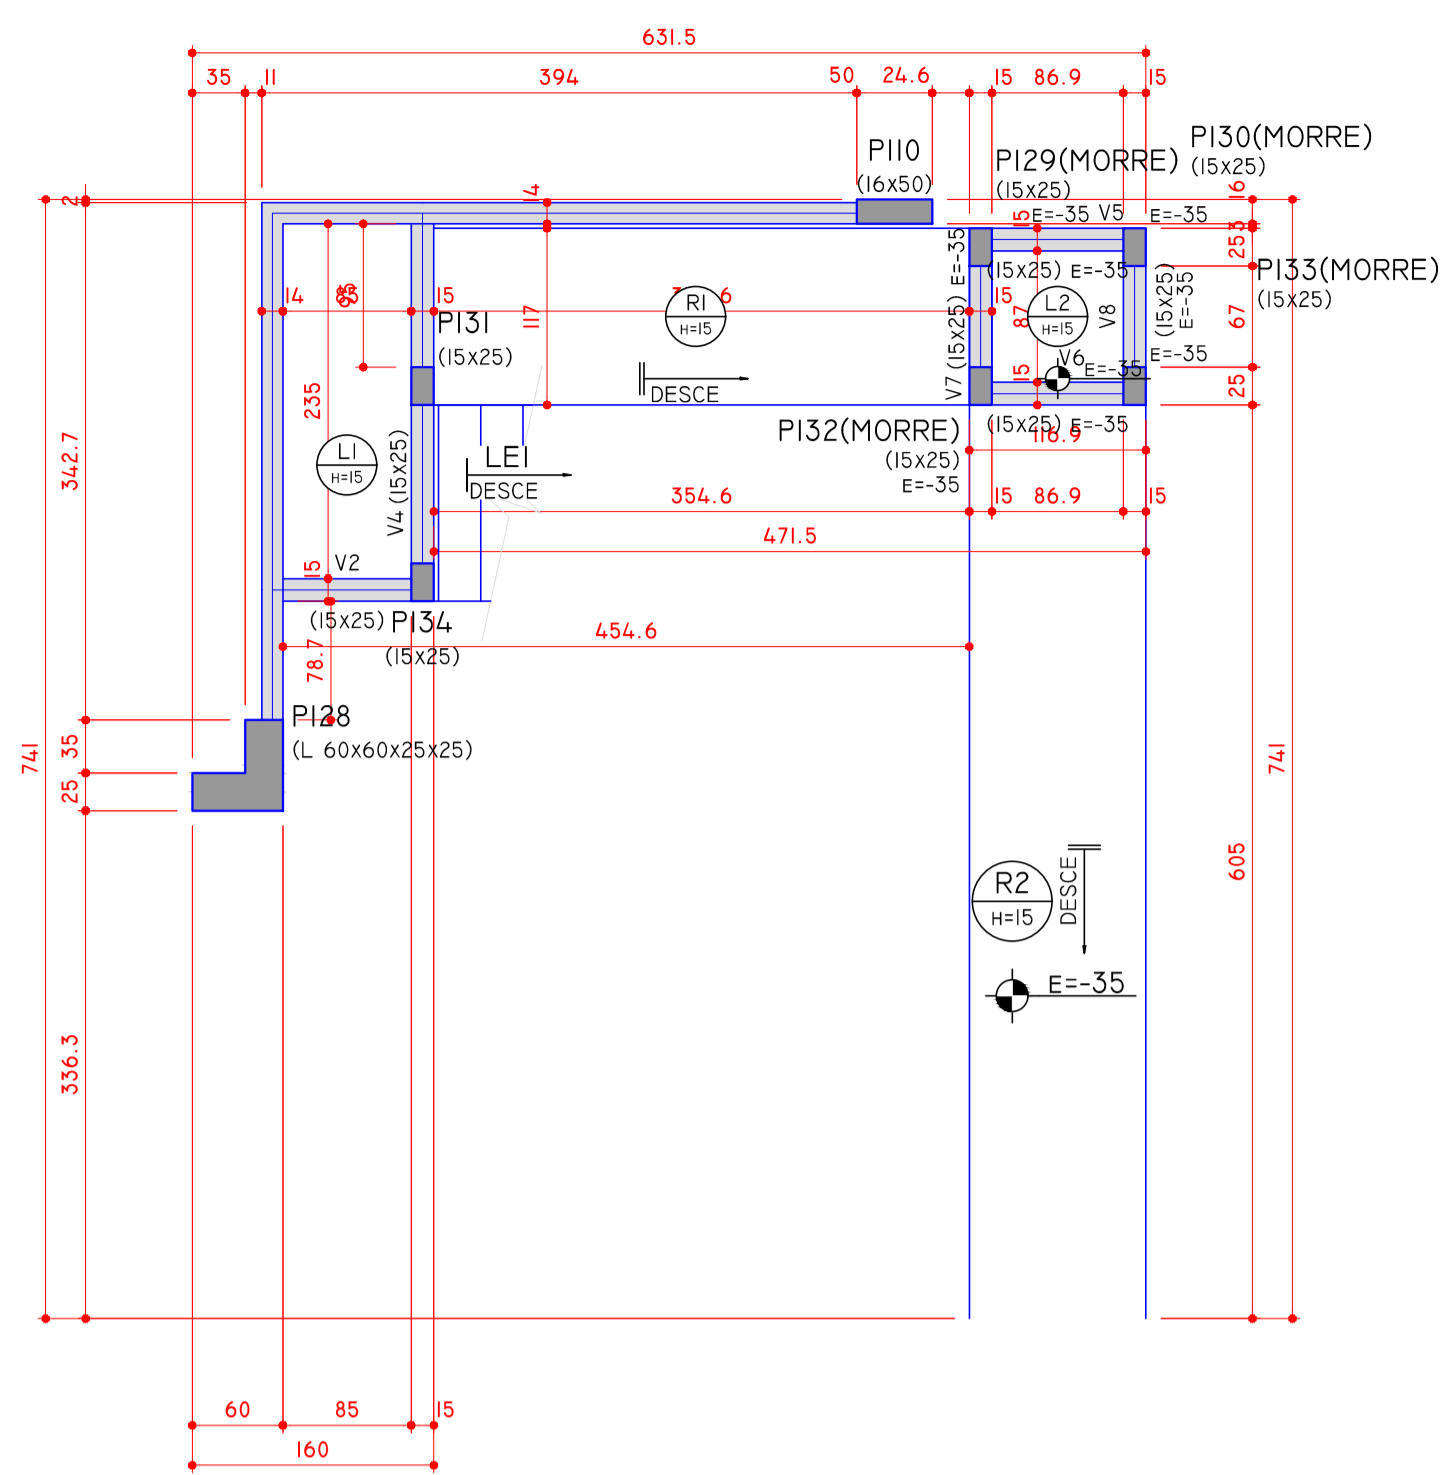 631.5
35
11
394
50
24.6
15
86.9
15
P110
(16x50)
P129(MORRE)
(15x25)
P130(MORRE)
(15x25)
2
14
16
15
E=-35
V5
E=-35
3
25
E=-35
(15x25)
E=-35
P133(MORRE)
(15x25)
14
15
117
R1
H=15
15
87
L2
H=15
V8
(15x25)
E=-35
67
P131
(15x25)
V7
(15x25)
DESCE
15
V6
E=-35
E=-35
25
235
342.7
L1
H=15
V4 (15x25)
LE1
DESCE
P132(MORRE)
(15x25)
E=-35
(15x25)
E=-35
116.9
354.6
15
86.9
15
471.5
15
V2
(15x25)
P134
(15x25)
78.7
454.6
P128
(L 60x60x25x25)
741
35
25
741
605
R2
H=15
DESCE
E=-35
336.3
60
85
15
160